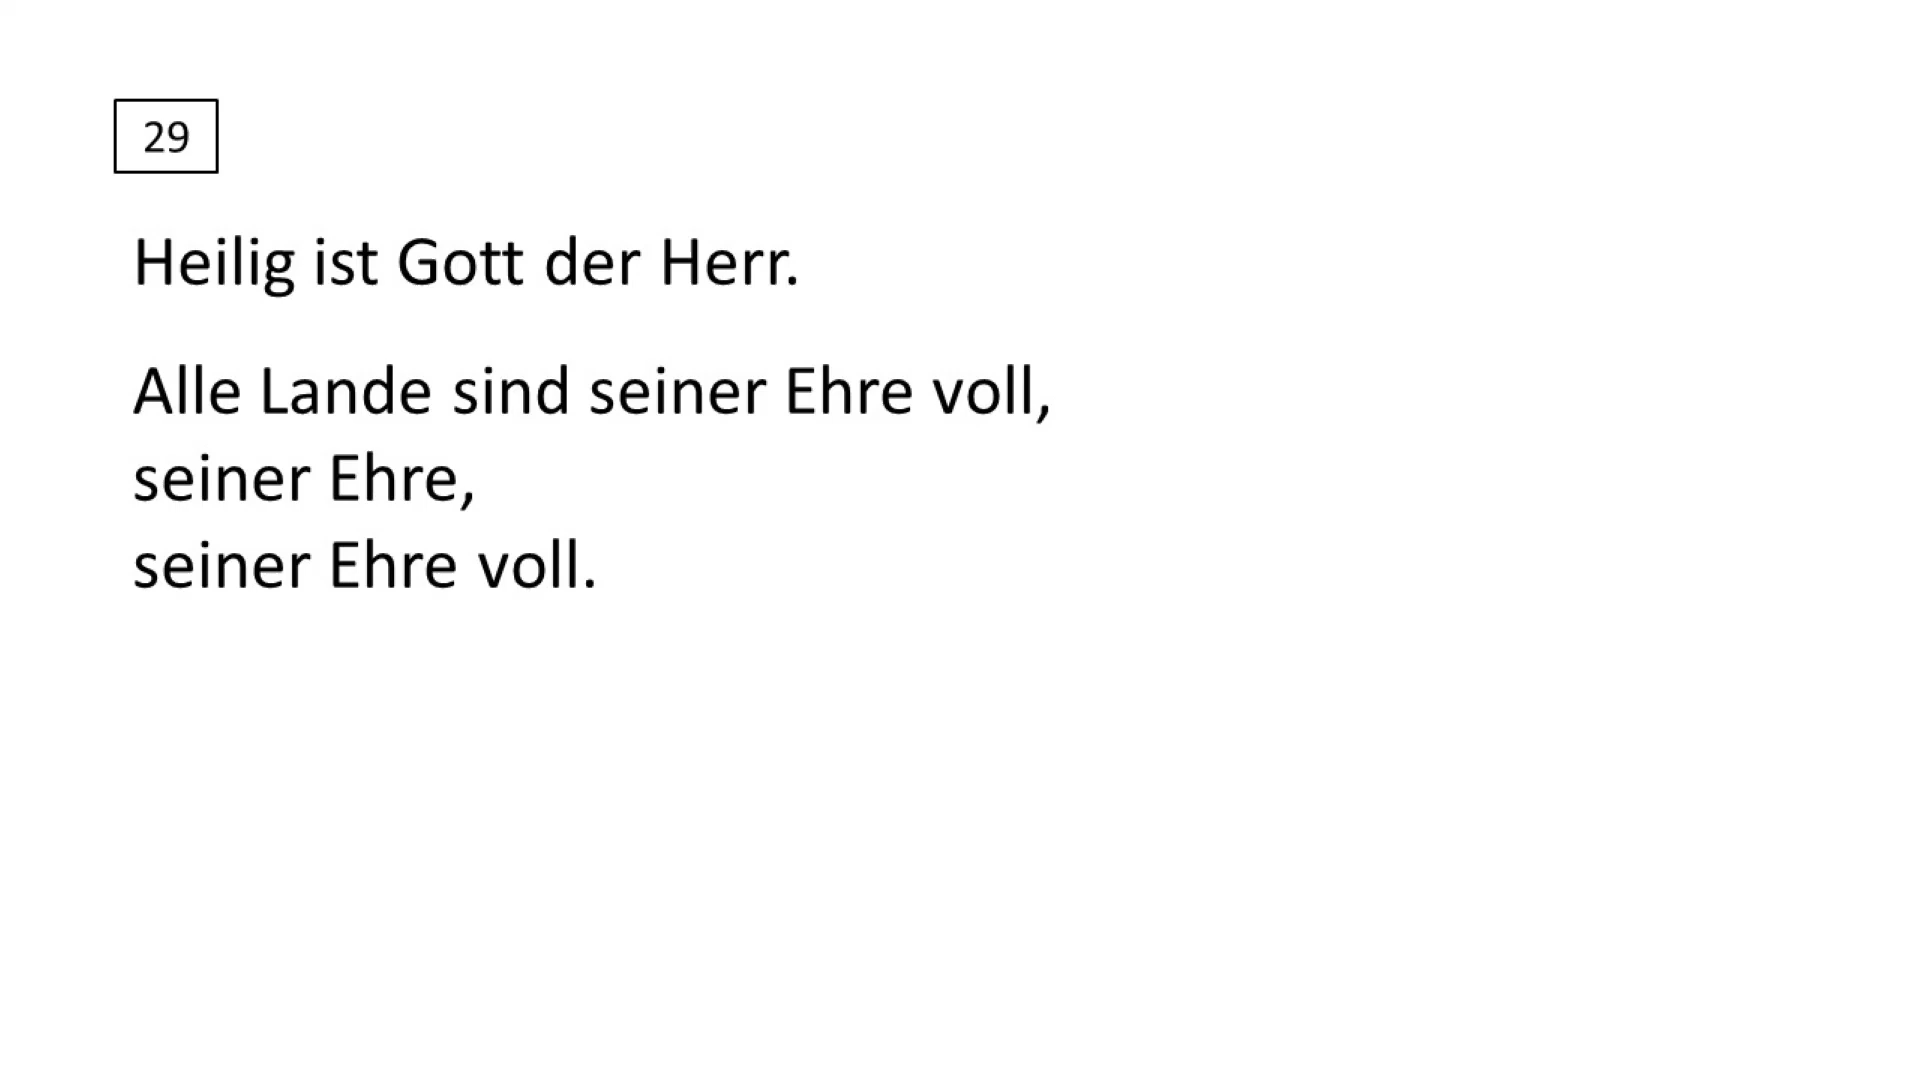 29
Heilig ist Gott der Herr.
Alle Lande sind seiner Ehre voll,
seiner Ehre,
seiner Ehre voll.